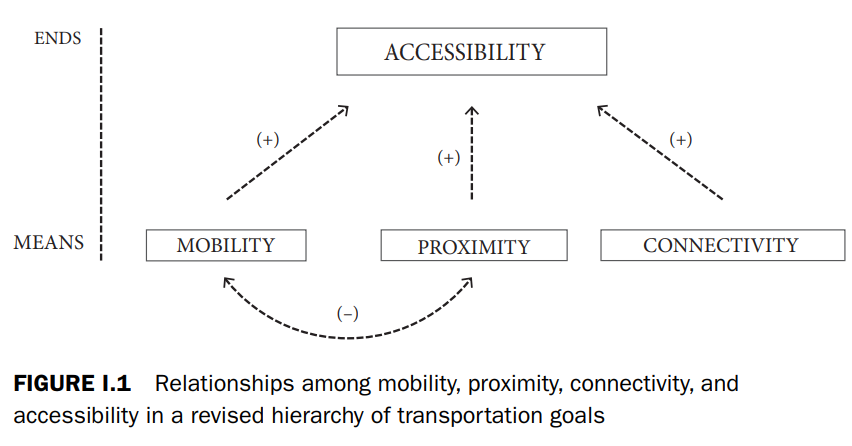 ENDS
ACCESSIBILITY
(+)
(+)
(+)
MEANS
MOBILITY
PROXIMITY
CONNECTIVITY
(–)
FIGURE I.1 Relationships among mobility, proximity, connectivity, and
accessibility in a revised hierarchy of transportation goals